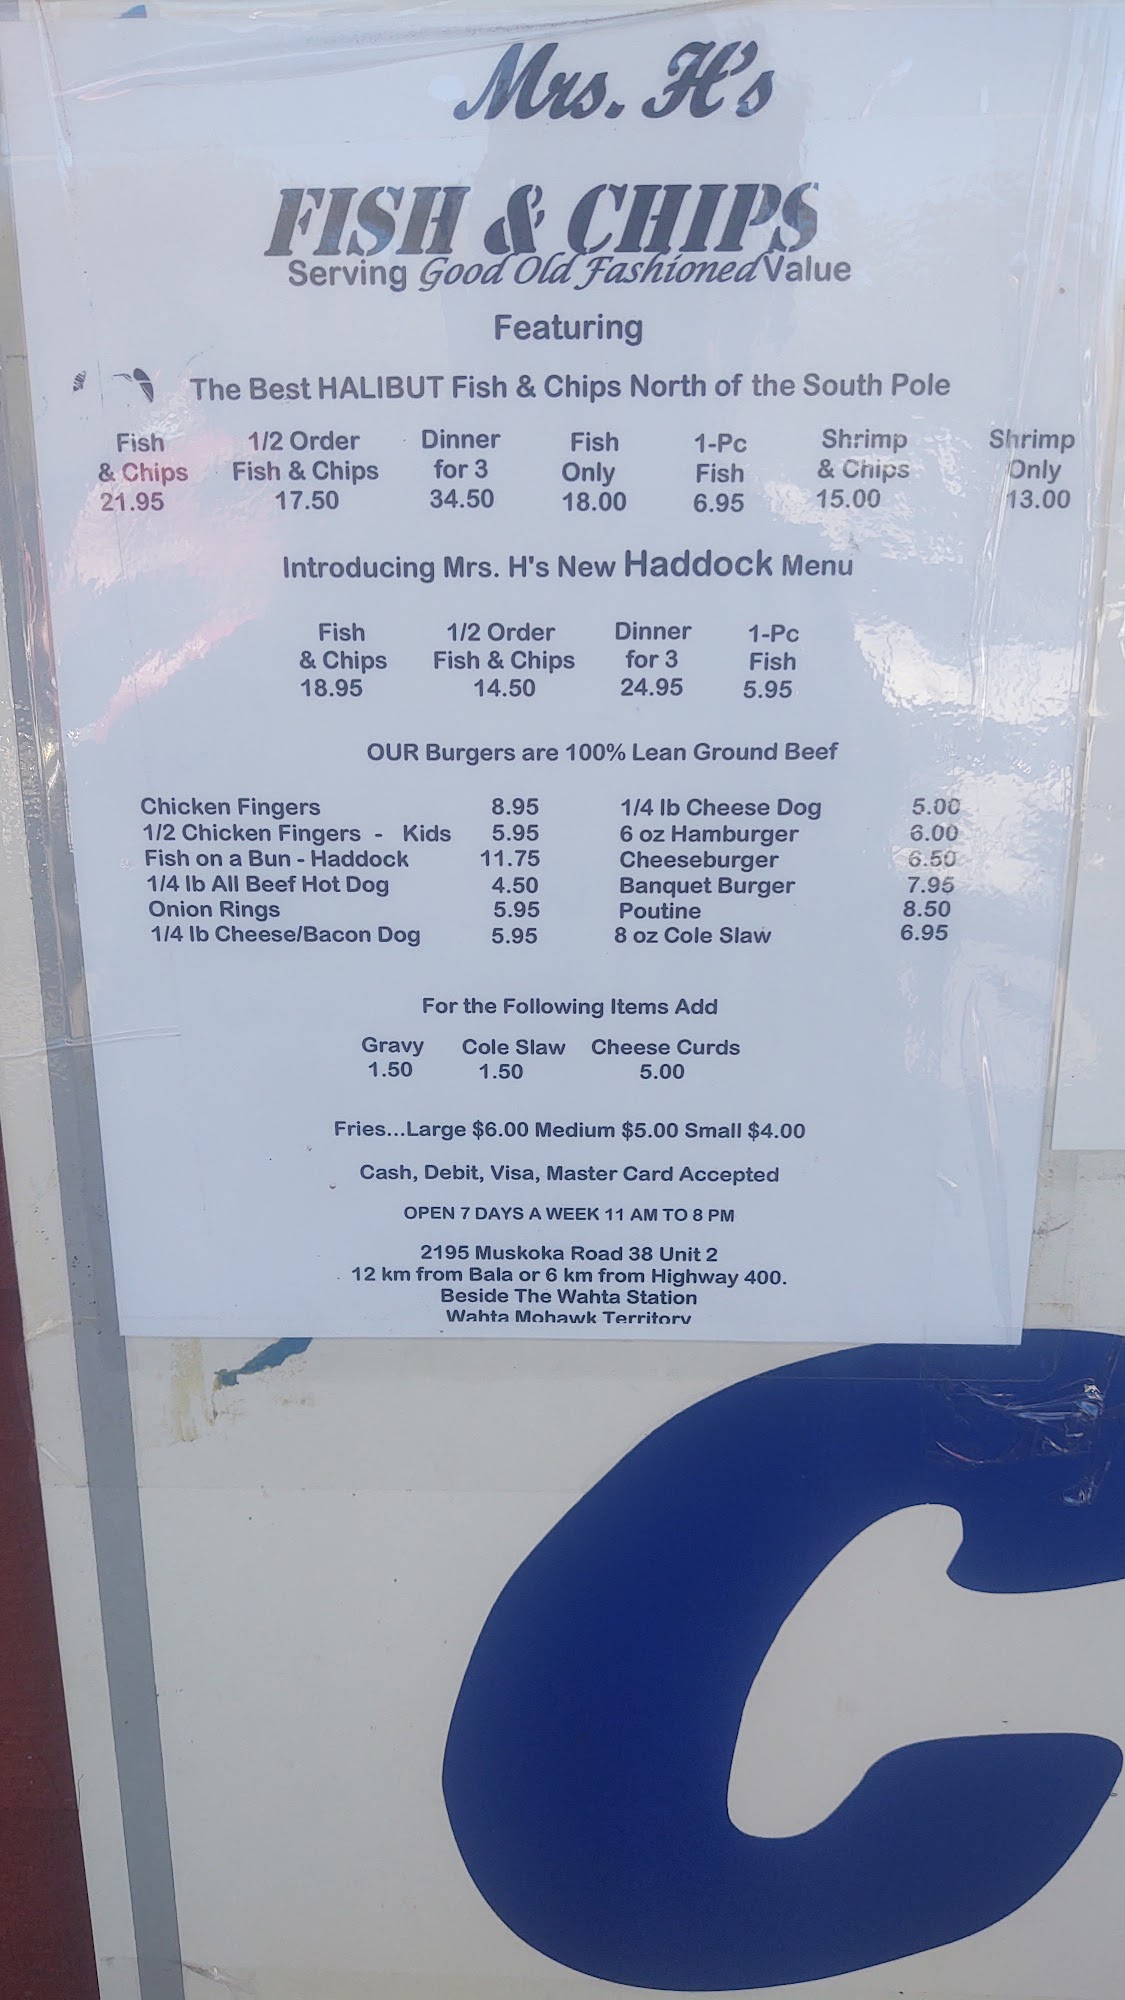 Mrs. H's
FISH & CHIPS
Serving Good Old Fashioned Value
Featuring
The Best HALIBUT Fish & Chips North of the South Pole
Fish 1/2 Order Dinner Fish 1-Pc Shrimp Shrimp
& Chips Fish & Chips for 3 Only Fish & Chips Only
21.95 17.50 34.50 18.00 6.95 15.00 13.00
Introducing Mrs. H's New Haddock Menu
Fish 1/2 Order Dinner 1-Pc
& Chips Fish & Chips for 3 Fish
18.95 14.50 24.95 5.95
OUR Burgers are 100% Lean Ground Beef
Chicken Fingers 8.95 1/4 lb Cheese Dog 5.00
1/2 Chicken Fingers - Kids 5.95 6 oz Hamburger 6.00
Fish on a Bun - Haddock 11.75 Cheeseburger 6.50
1/4 lb All Beef Hot Dog 4.50 Banquet Burger 7.95
Onion Rings 5.95 Poutine 8.50
1/4 lb Cheese/Bacon Dog 5.95 8 oz Cole Slaw 6.95
For the Following Items Add
Gravy Cole Slaw Cheese Curds
1.50 1.50 5.00
Fries...Large $6.00 Medium $5.00 Small $4.00
Cash, Debit, Visa, Master Card Accepted
OPEN 7 DAYS A WEEK 11 AM TO 8 PM
2195 Muskoka Road 38 Unit 2
12 km from Bala or 6 km from Highway 400.
Beside The Wahta Station
Wahta Mohawk Territory
C